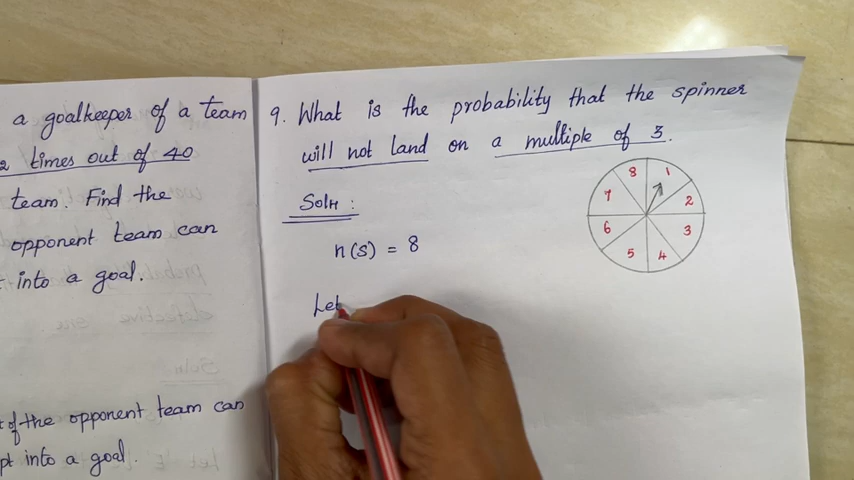 a goalkeeper of a team
2 times out of 40
team. Find the
opponent team can
into a goal.
of the opponent team can
pt into a goal.
9. What is the probability that the spinner
will not land on a multiple of 3.
Soln :
n(S) = 8
Let
8 1
7 2
6 3
5 4